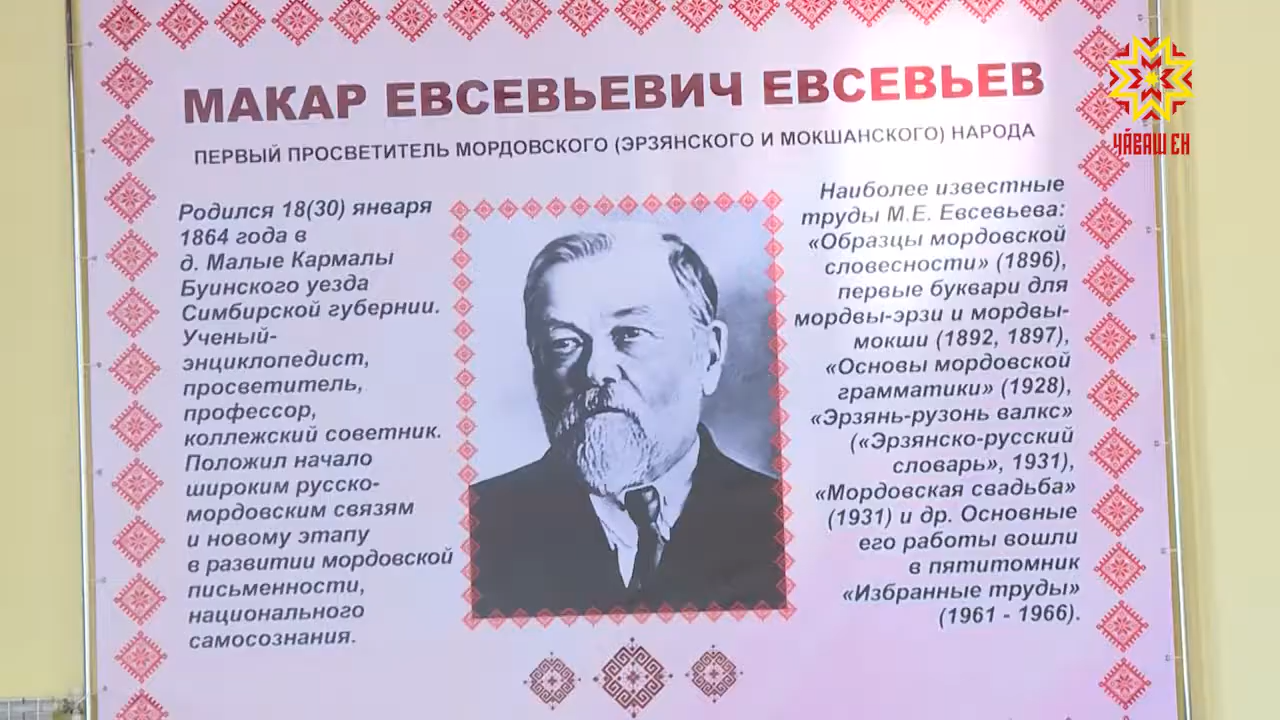 МАКАР ЕВСЕВЬЕВИЧ ЕВСЕВЬЕВ
ПЕРВЫЙ ПРОСВЕТИТЕЛЬ МОРДОВСКОГО (ЭРЗЯНСКОГО И МОКШАНСКОГО) НАРОДА
ЧӐВАШ ЕН
Родился 18(30) января
1864 года в
д. Малые Кармалы
Буинского уезда
Симбирской губернии.
Ученый-
энциклопедист,
просветитель,
профессор,
коллежский советник.
Положил начало
широким русско-
мордовским связям
и новому этапу
в развитии мордовской
письменности,
национального
самосознания.
Наиболее известные
труды М.Е. Евсевьева:
«Образцы мордовской
словесности» (1896),
первые буквари для
мордвы-эрзи и мордвы-
мокши (1892, 1897),
«Основы мордовской
грамматики» (1928),
«Эрзянь-рузонь валкс»
(«Эрзянско-русский
словарь», 1931),
«Мордовская свадьба»
(1931) и др. Основные
его работы вошли
в пятитомник
«Избранные труды»
(1961 - 1966).